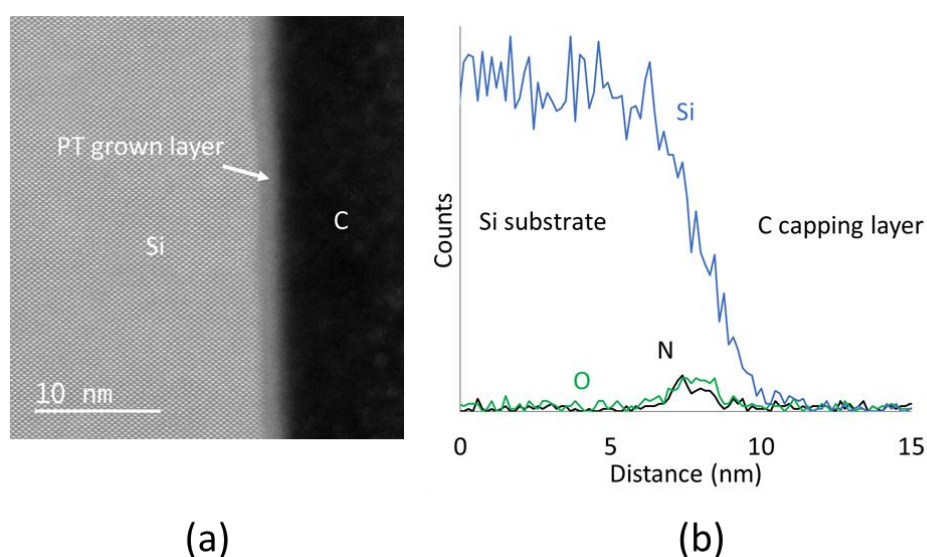 PT grown layer
Si
C
10 nm
(a)
Counts
Si
Si substrate
C capping layer
N
O
0
5
10
15
Distance (nm)
(b)